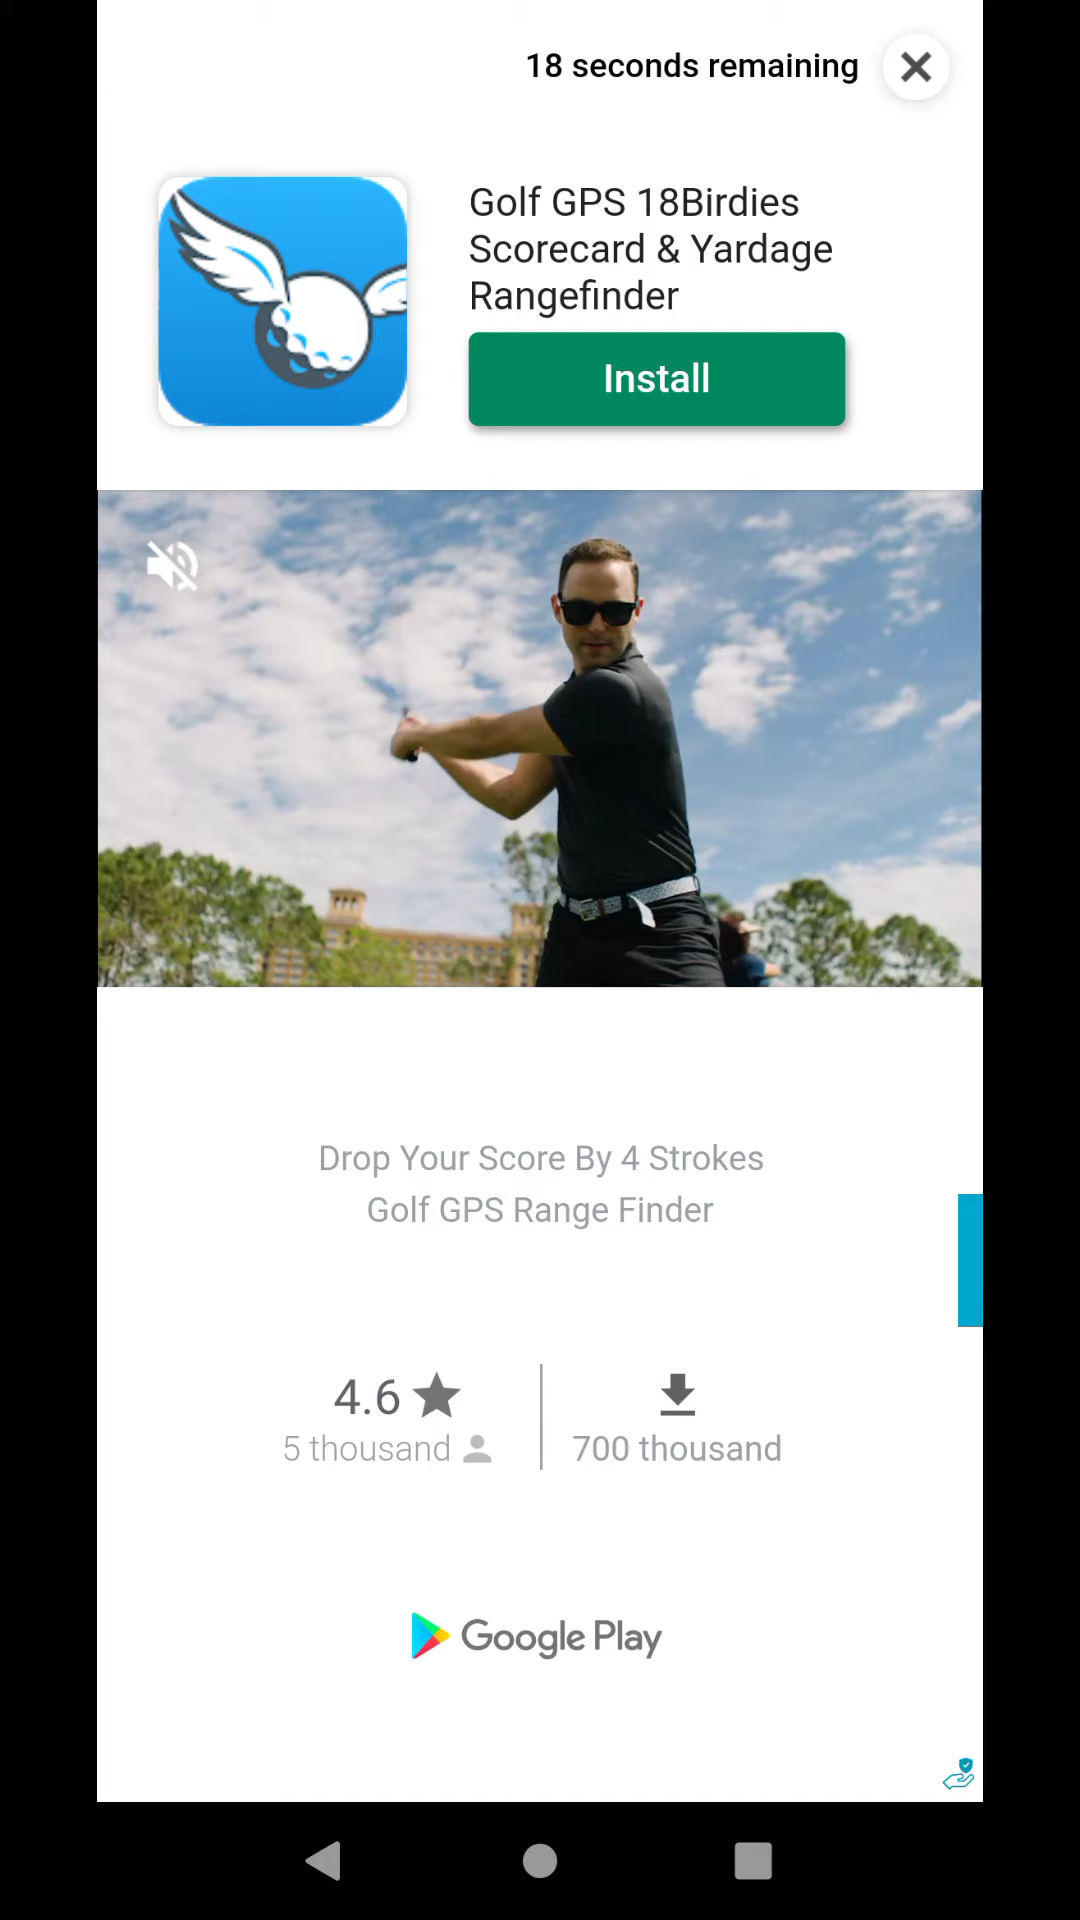 18 seconds remaining
Golf GPS 18Birdies
Scorecard & Yardage
Rangefinder
Install
Drop Your Score By 4 Strokes
Golf GPS Range Finder
4.6
5 thousand
700 thousand
Google Play